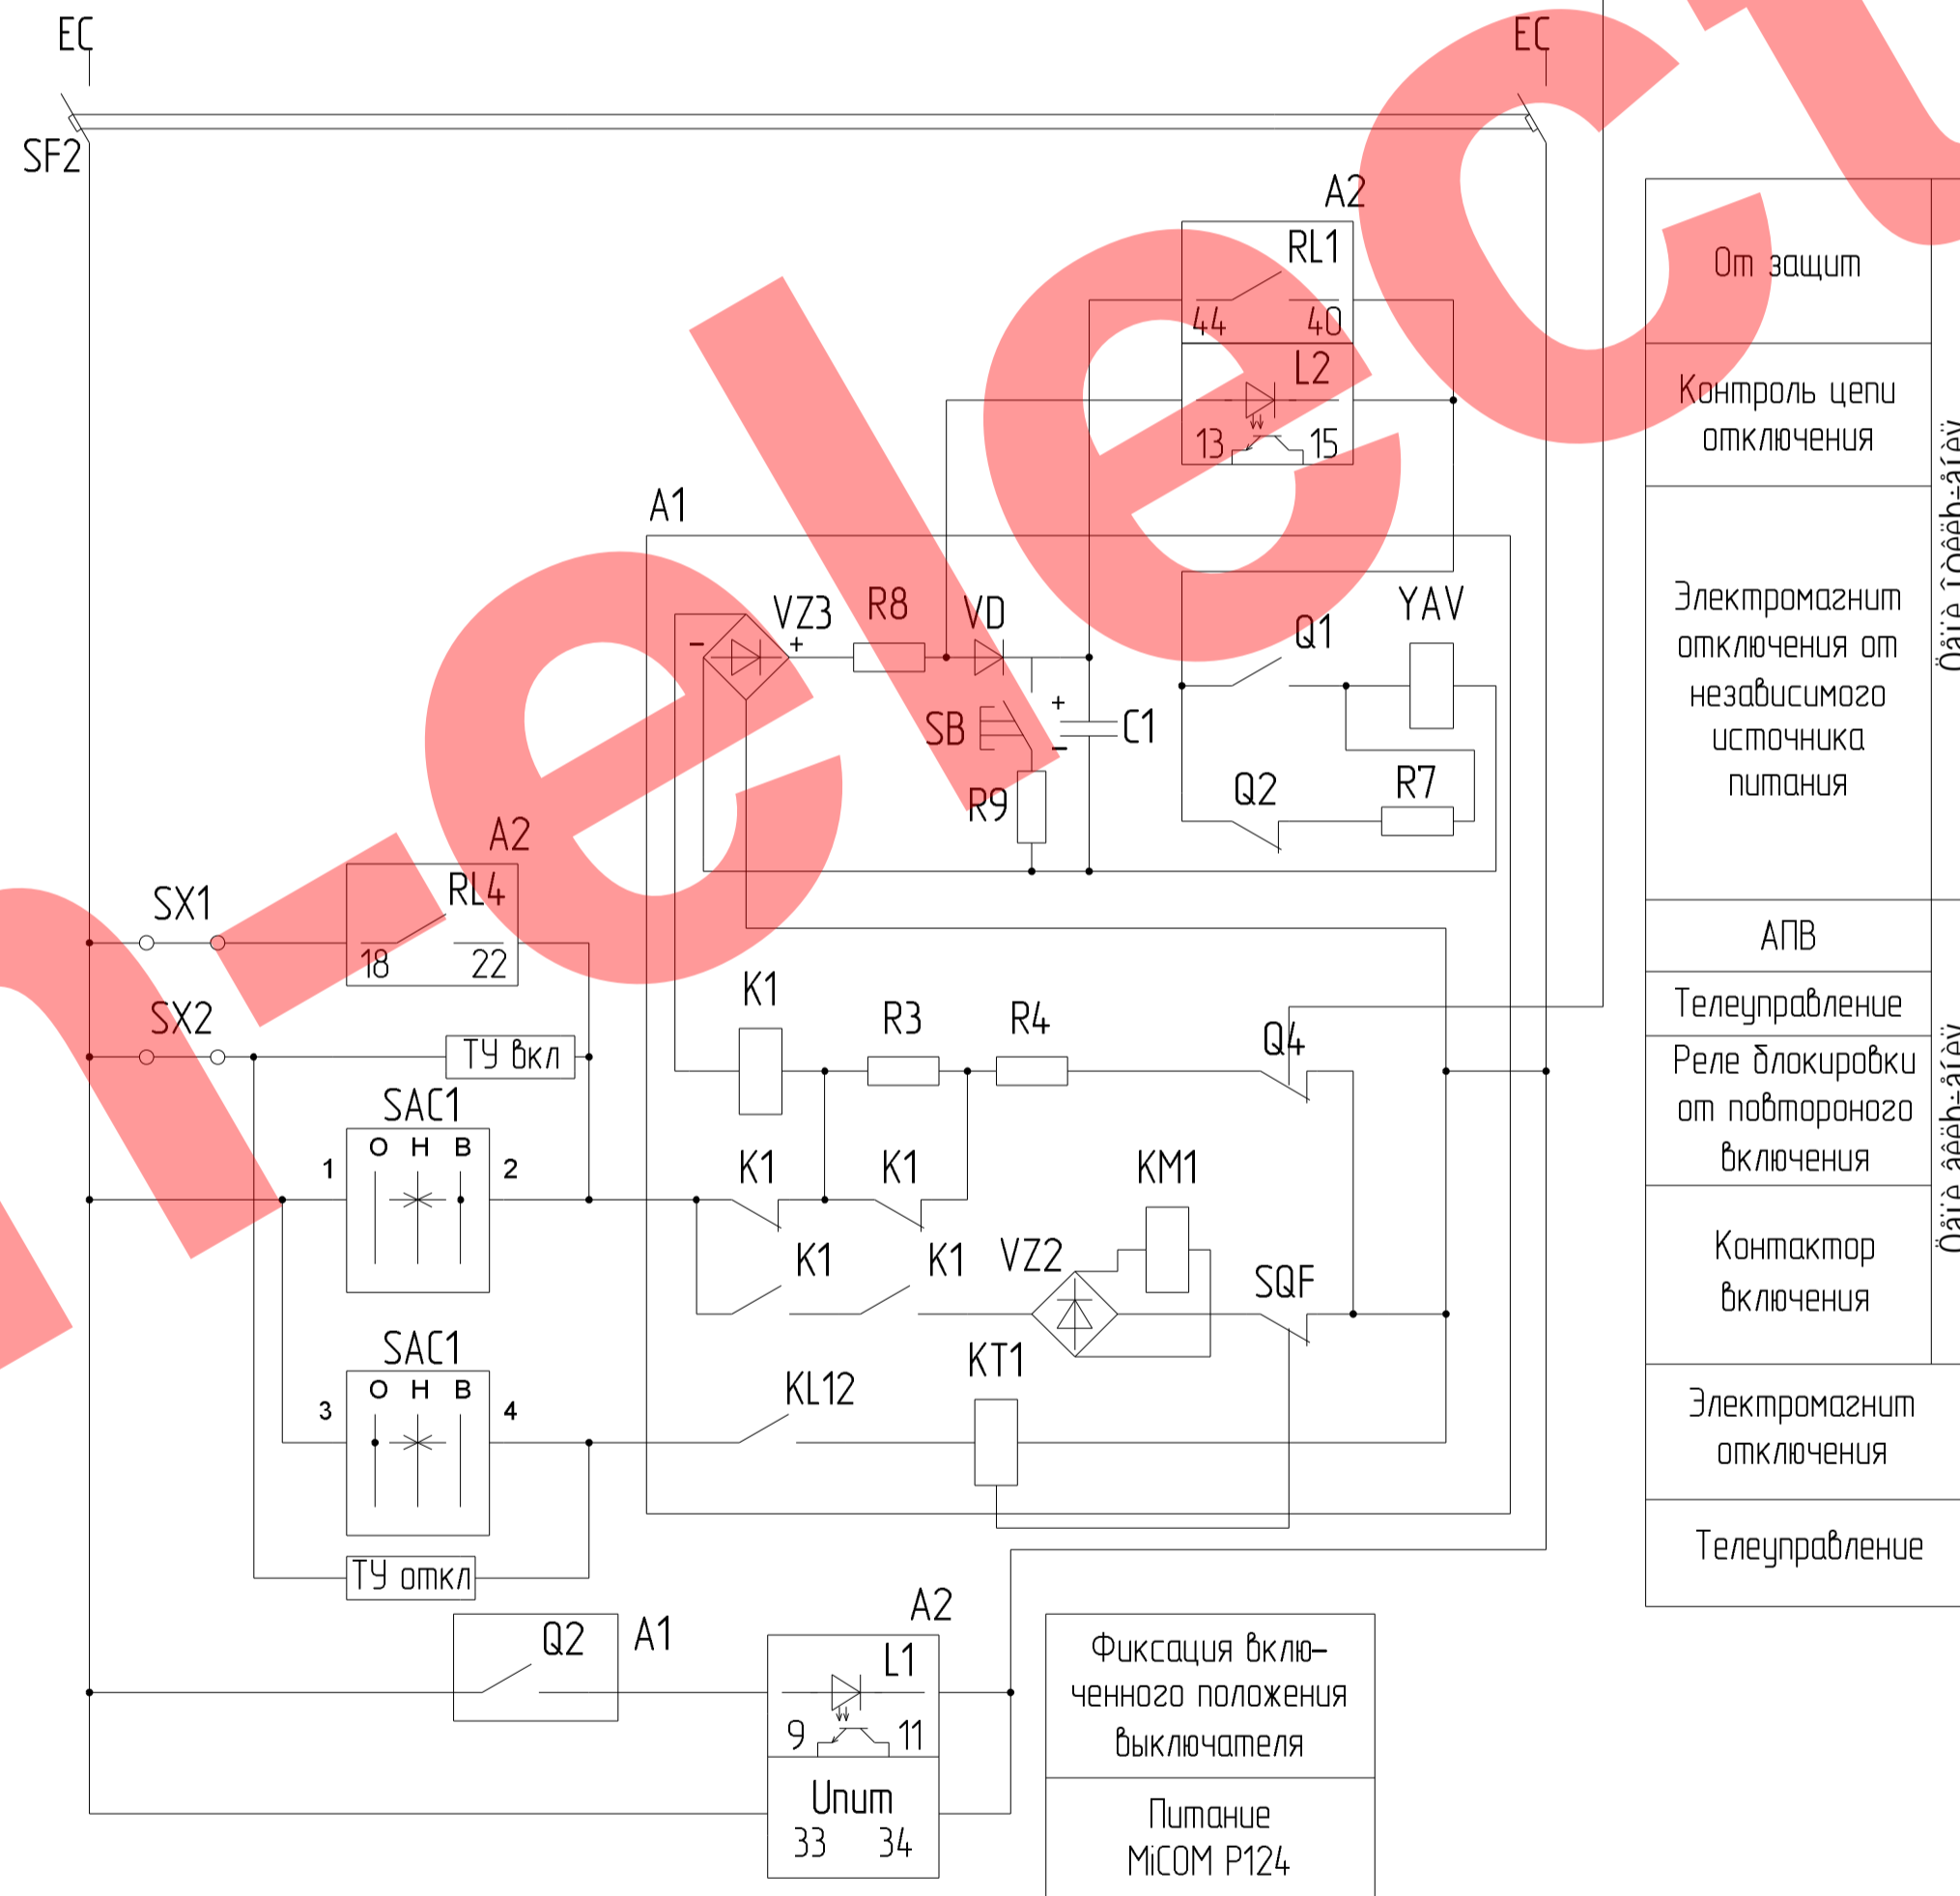 EC
EC
SF2
A2
RL1
44 40
L2
13 15
A1
VZ3
R8
VD
Q1
YAV
- +
SB
+
-
C1
R9
Q2
R7
A2
SX1
RL4
18 22
SX2
ТУ вкл
K1
R3
R4
Q4
SAC1
О Н В
1 2
K1
K1
KM1
K1
K1
VZ2
SQF
SAC1
О Н В
3 4
KL12
KT1
ТУ откл
Q2
A1
A2
L1
9 11
Uпит
33 34
От защит
Контроль цепи
отключения
Электромагнит
отключения от
независимого
источника
питания
АПВ
Телеуправление
Реле блокировки
от повтороного
включения
Контактор
включения
Электромагнит
отключения
Телеуправление
Фиксация вклю-
ченного положения
выключателя
Питание
MiCOM P124
n-elect